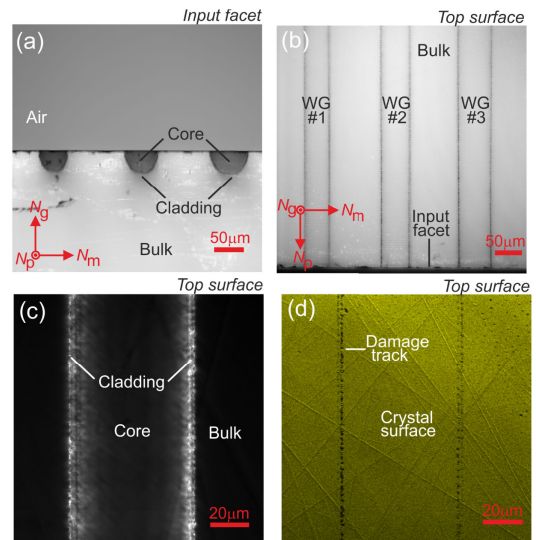 Input facet
(a)
Air
Core
Cladding
Ng
Np
Nm
Bulk
50μm
Top surface
(b)
Bulk
WG
#1
WG
#2
WG
#3
Ng
Nm
Np
Input
facet
50μm
Top surface
(c)
Cladding
Core
Bulk
20μm
Top surface
(d)
Damage
track
Crystal
surface
20μm